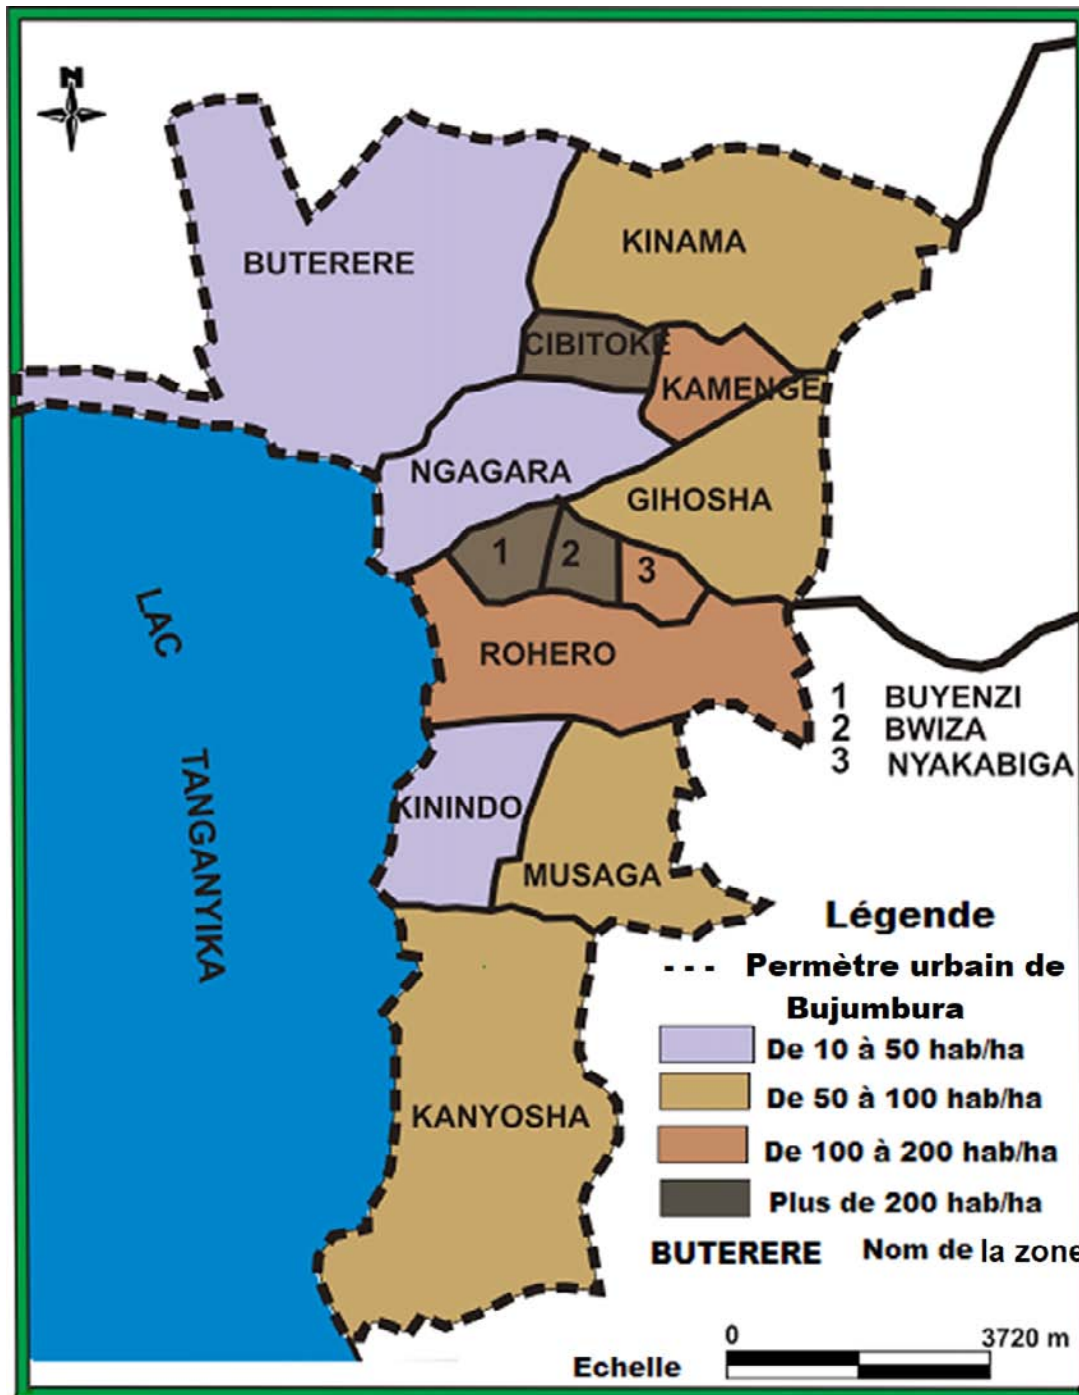 N
BUTERERE
KINAMA
CIBITOKE
KAMENGE
NGAGARA
GIHOSHA
1
2
3
LAC
TANGANYIKA
ROHERO
1 BUYENZI
2 BWIZA
3 NYAKABIGA
KININDO
MUSAGA
KANYOSHA
Légende
--- Permètre urbain de
Bujumbura
De 10 à 50 hab/ha
De 50 à 100 hab/ha
De 100 à 200 hab/ha
Plus de 200 hab/ha
BUTERERE Nom de la zone
0 3720 m
Echelle